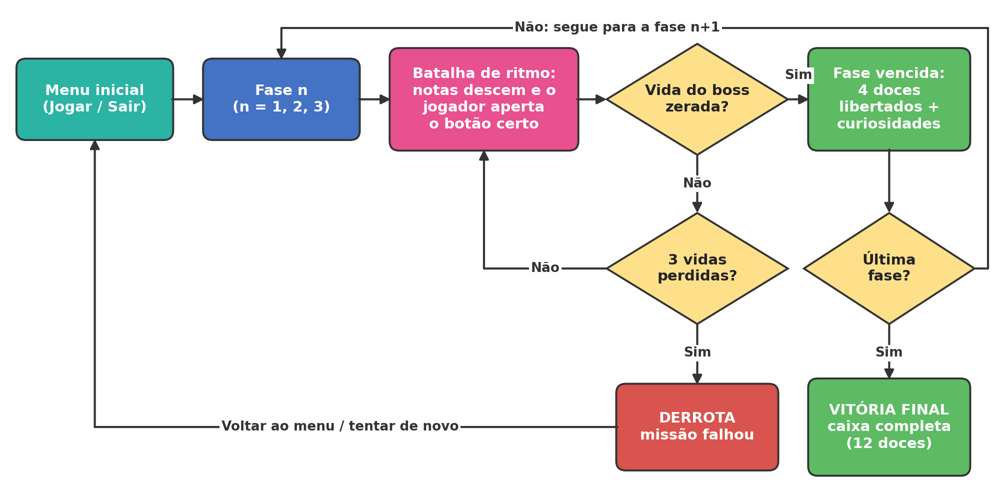 Não: segue para a fase n+1
Menu inicial
(Jogar / Sair)
Fase n
(n = 1, 2, 3)
Batalha de ritmo:
notas descem e o
jogador aperta
o botão certo
Vida do boss
zerada?
Sim
Fase vencida:
4 doces
libertados +
curiosidades
Não
3 vidas
perdidas?
Não
Última
fase?
Sim
Sim
DERROTA
missão falhou
Voltar ao menu / tentar de novo
VITÓRIA FINAL
caixa completa
(12 doces)